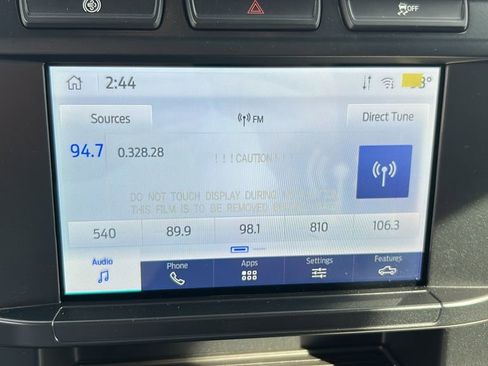 OFF
2:44
Sources
FM
Direct Tune
94.7 0.328.28
!!!CAUTION!
DO NOT TOUCH DISPLAY DURING
THIS FILM IS TO BE REMOVED
540 89.9 98.1 810 106.3
Audio Phone Apps Settings Features